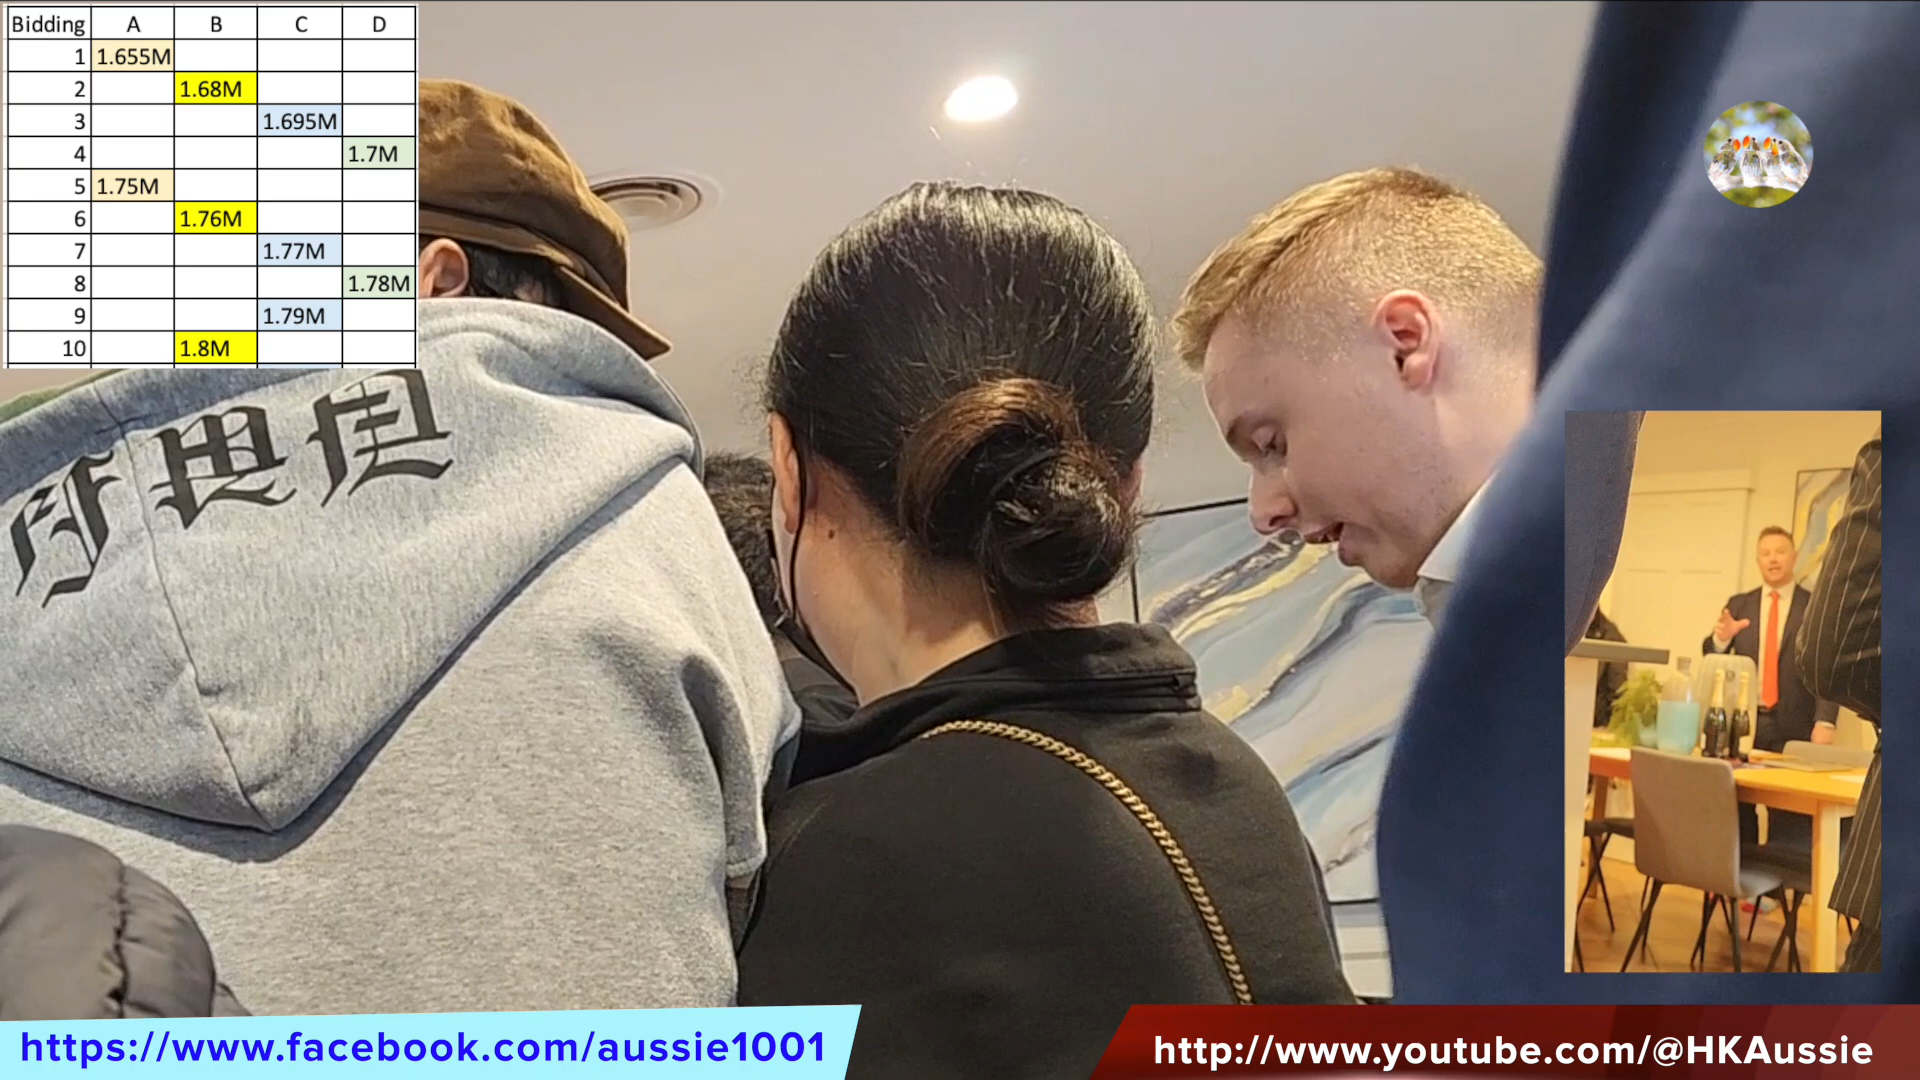 Bidding A B C D
1 1.655M
2 1.68M
3 1.695M
4 1.7M
5 1.75M
6 1.76M
7 1.77M
8 1.78M
9 1.79M
10 1.8M
https://www.facebook.com/aussie1001
http://www.youtube.com/@HKAussie